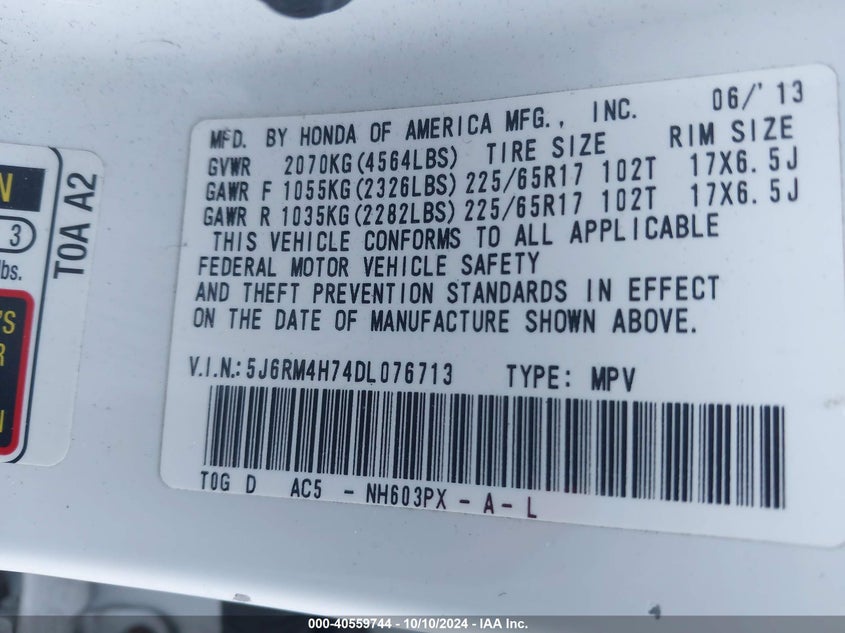 MFD. BY HONDA OF AMERICA MFG., INC. 06/'13
GVWR 2070KG(4564LBS) TIRE SIZE RIM SIZE
GAWR F 1055KG(2326LBS) 225/65R17 102T 17X6.5J
GAWR R 1035KG(2282LBS) 225/65R17 102T 17X6.5J
THIS VEHICLE CONFORMS TO ALL APPLICABLE
FEDERAL MOTOR VEHICLE SAFETY
AND THEFT PREVENTION STANDARDS IN EFFECT
ON THE DATE OF MANUFACTURE SHOWN ABOVE.
V.I.N.: 5J6RM4H74DL076713 TYPE: MPV
T0G D AC5 - NH603PX - A - L
N
3
lbs.
T0A A2
'S
R
N
000-40559744 - 10/10/2024 - IAA Inc.